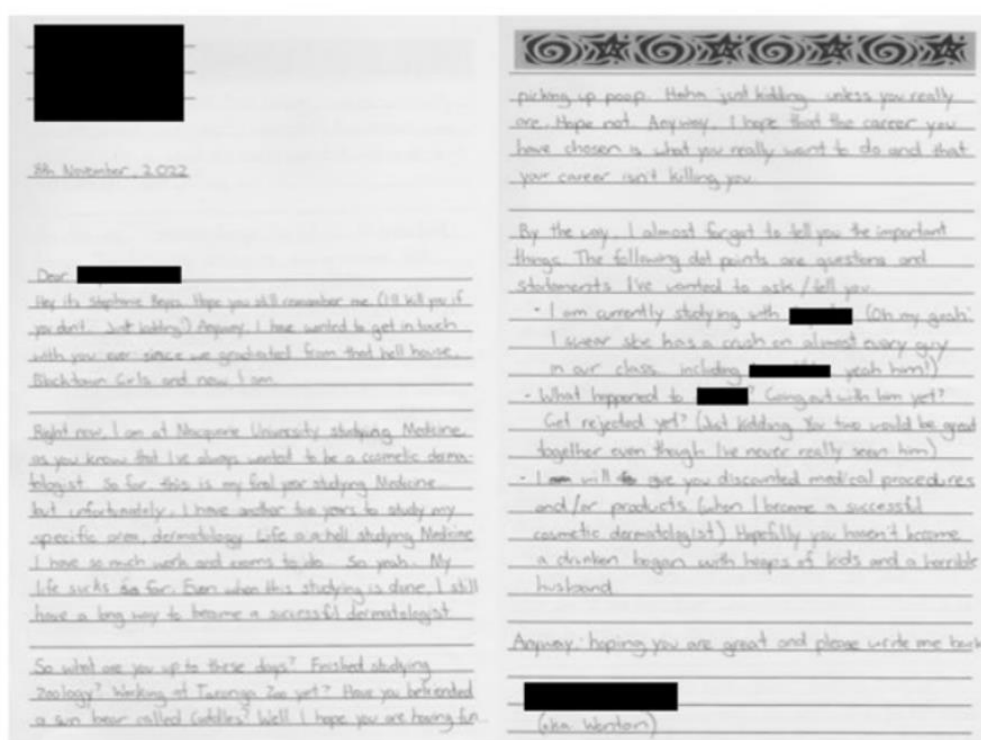 8th November, 2022
Dear
Hey it's Stephanie Reyes. Hope you still remember me. (I'll kill you if
you don't. Just kidding!) Anyway, I have wanted to get in touch
with you ever since we graduated from that hell house,
Blacktown Girls and now I am.
Right now, I am at Macquarie University studying Medicine,
as you know that I've always wanted to be a cosmetic derma-
tologist. So far, this is my final year studying Medicine
but unfortunately, I have another two years to study my
specific area, dermatology. Life is a hell studying Medicine
I have so much work and exams to do. So yeah. My
life sucks so far. Even when this studying is done, I still
have a long way to become a successful dermatologist
So what are you up to these days? Finished studying
Zoology? Working at Taronga Zoo yet? Have you befriended
a sun bear called Cuddles? Well I hope you are having fun
picking up poop. Haha just kidding unless you really
are. Hope not. Anyway, I hope that the career you
have chosen is what you really want to do and that
your career isn't killing you.
By the way, I almost forgot to tell you the important
things. The following dot points are questions and
statements I've wanted to ask/tell you.
- I am currently studying with (Oh my gosh!
I swear she has a crush on almost every guy
in our class including yeah him!)
- What happened to ? Going out with him yet?
Get rejected yet? (Just kidding. You two would be great
together even though I've never really seen him)
- I will give you discounted medical procedures
and/or products (when I become a successful
cosmetic dermatologist) Hopefully you haven't become
a drunken began with heaps of kids and a horrible
husband.
Anyway, hoping you are great and please write me back
(aka Wonton)